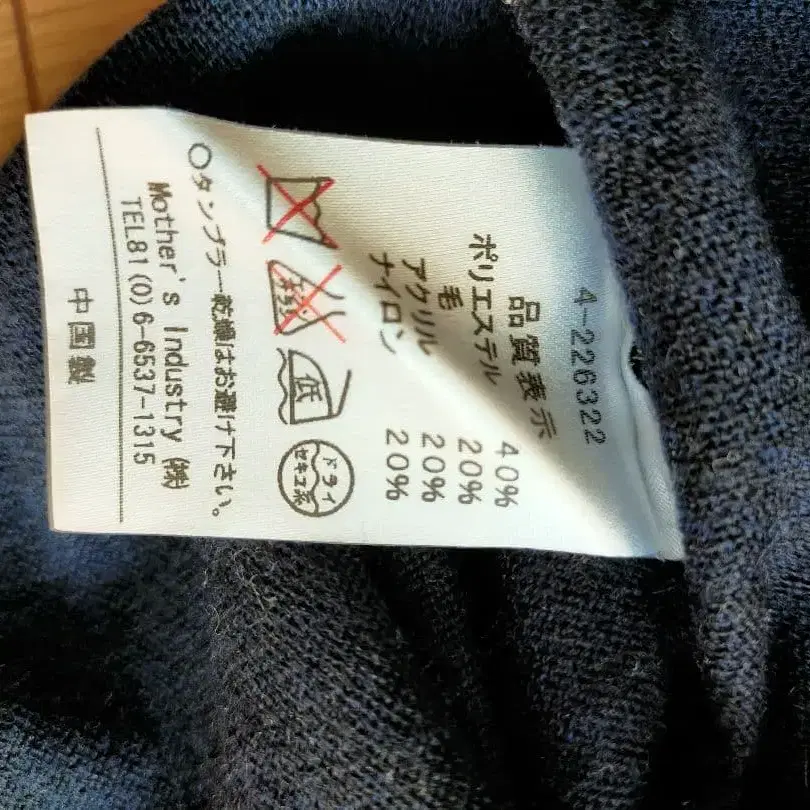 4-226322
品質表示
ポリエステル 40%
毛 20%
アクリル 20%
ナイロン 20%
手洗イ
低
ドライ
セキユ系
○タンブラー乾燥はお避け下さい。
Mother's Industry ㈱
TEL81(0)6-6537-1315
中国製